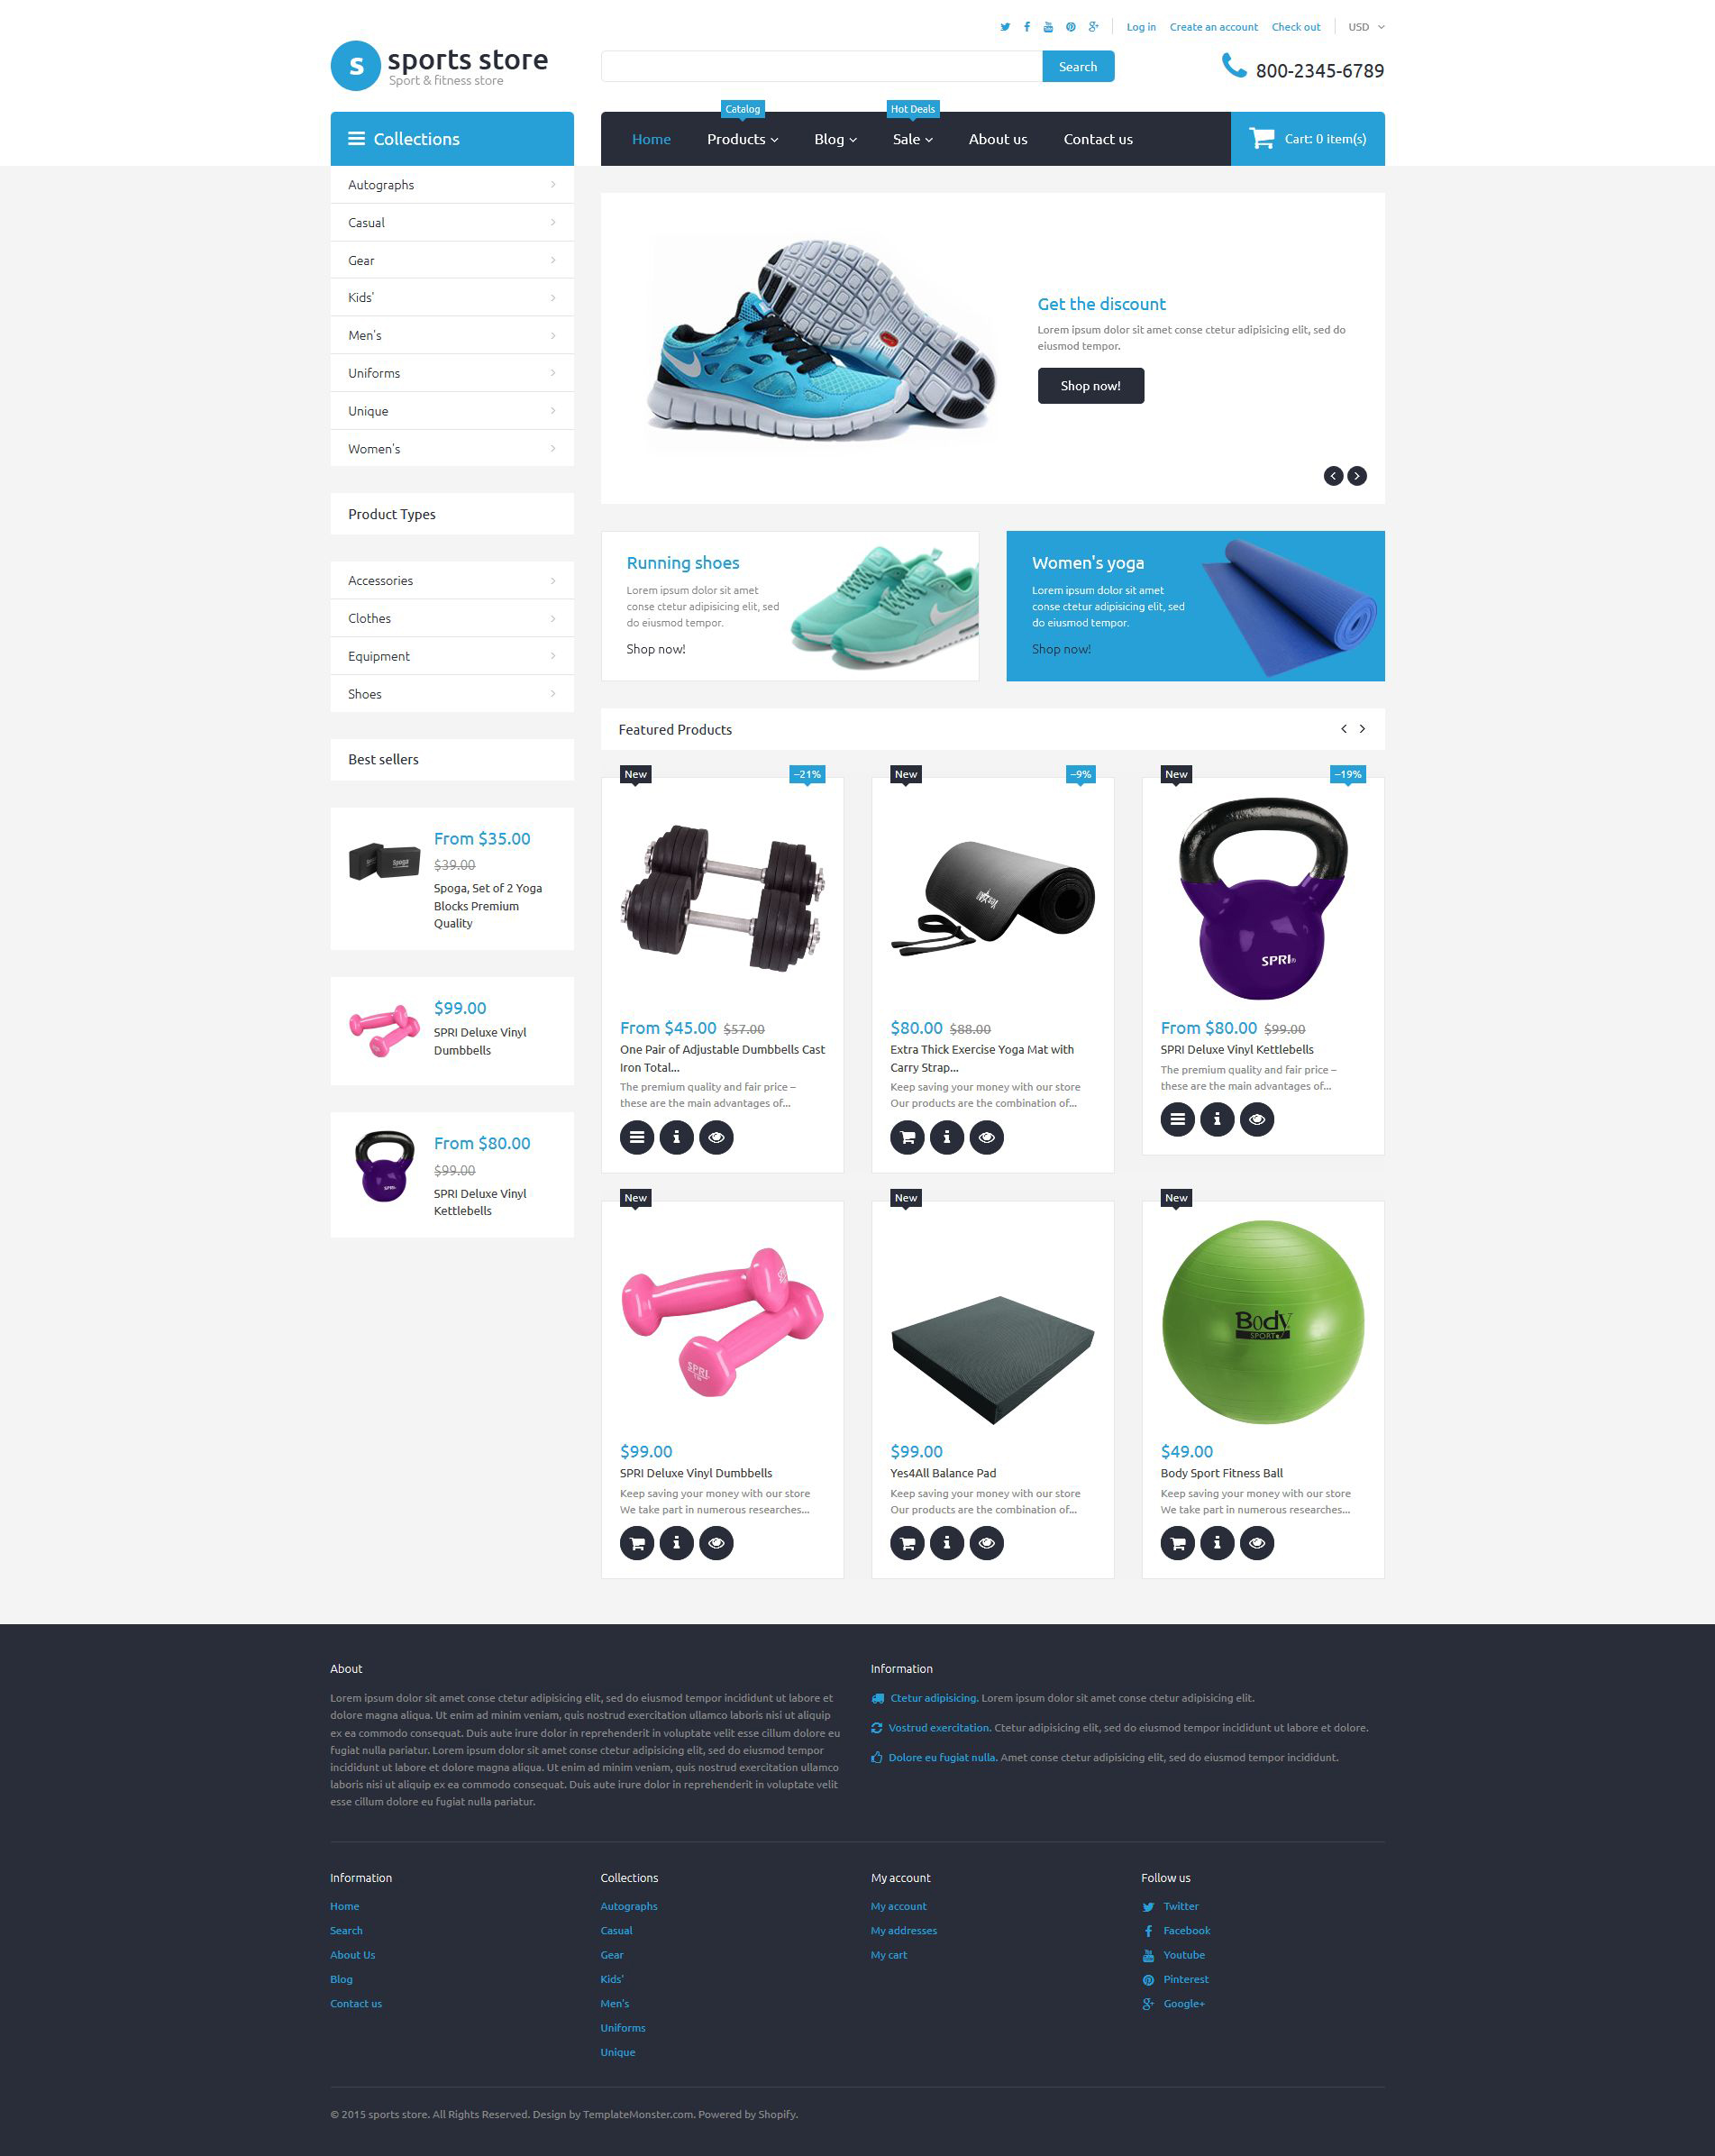 Log in Create an account Check out USD
s sports store
Sport & fitness store
Search
800-2345-6789
Collections
Catalog
Hot Deals
Home Products Blog Sale About us Contact us
Cart: 0 item(s)
Autographs
Casual
Gear
Kids'
Men's
Uniforms
Unique
Women's
Get the discount
Lorem ipsum dolor sit amet conse ctetur adipisicing elit, sed do
eiusmod tempor.
Shop now!
Product Types
Accessories
Clothes
Equipment
Shoes
Running shoes
Lorem ipsum dolor sit amet
conse ctetur adipisicing elit, sed
do eiusmod tempor.
Shop now!
Women's yoga
Lorem ipsum dolor sit amet
conse ctetur adipisicing elit, sed
do eiusmod tempor.
Shop now!
Best sellers
Spoga
From $35.00
$39.00
Spoga, Set of 2 Yoga
Blocks Premium
Quality
$99.00
SPRI Deluxe Vinyl
Dumbbells
SPRI
From $80.00
$99.00
SPRI Deluxe Vinyl
Kettlebells
Featured Products
New
–21%
From $45.00 $57.00
One Pair of Adjustable Dumbbells Cast
Iron Total...
The premium quality and fair price –
these are the main advantages of...
New
–9%
$80.00 $88.00
Extra Thick Exercise Yoga Mat with
Carry Strap...
Keep saving your money with our store
Our products are the combination of...
New
–19%
SPRI®
From $80.00 $99.00
SPRI Deluxe Vinyl Kettlebells
The premium quality and fair price –
these are the main advantages of...
New
SPRI
$99.00
SPRI Deluxe Vinyl Dumbbells
Keep saving your money with our store
We take part in numerous researches...
New
$99.00
Yes4All Balance Pad
Keep saving your money with our store
Our products are the combination of...
New
Body
SPORT
$49.00
Body Sport Fitness Ball
Keep saving your money with our store
We take part in numerous researches...
About
Lorem ipsum dolor sit amet conse ctetur adipisicing elit, sed do eiusmod tempor incididunt ut labore et
dolore magna aliqua. Ut enim ad minim veniam, quis nostrud exercitation ullamco laboris nisi ut aliquip
ex ea commodo consequat. Duis aute irure dolor in reprehenderit in voluptate velit esse cillum dolore eu
fugiat nulla pariatur. Lorem ipsum dolor sit amet conse ctetur adipisicing elit, sed do eiusmod tempor
incididunt ut labore et dolore magna aliqua. Ut enim ad minim veniam, quis nostrud exercitation ullamco
laboris nisi ut aliquip ex ea commodo consequat. Duis aute irure dolor in reprehenderit in voluptate velit
esse cillum dolore eu fugiat nulla pariatur.
Information
Ctetur adipisicing. Lorem ipsum dolor sit amet conse ctetur adipisicing elit.
Vostrud exercitation. Ctetur adipisicing elit, sed do eiusmod tempor incididunt ut labore et dolore.
Dolore eu fugiat nulla. Amet conse ctetur adipisicing elit, sed do eiusmod tempor incididunt.
Information
Home
Search
About Us
Blog
Contact us
Collections
Autographs
Casual
Gear
Kids'
Men's
Uniforms
Unique
My account
My account
My addresses
My cart
Follow us
Twitter
Facebook
Youtube
Pinterest
Google+
© 2015 sports store. All Rights Reserved. Design by TemplateMonster.com. Powered by Shopify.